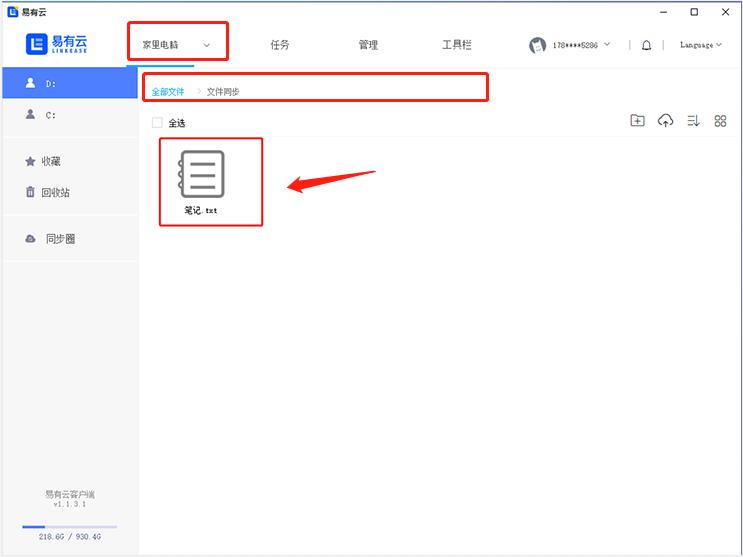 易有云
易有云
LINKEASE
家里电脑
任务
管理
工具栏
178****5286
Language
D:
C:
收藏
回收站
同步圈
全部文件 > 文件同步
全选
笔记.txt
易有云客户端
v1.1.3.1
218.6G / 930.4G